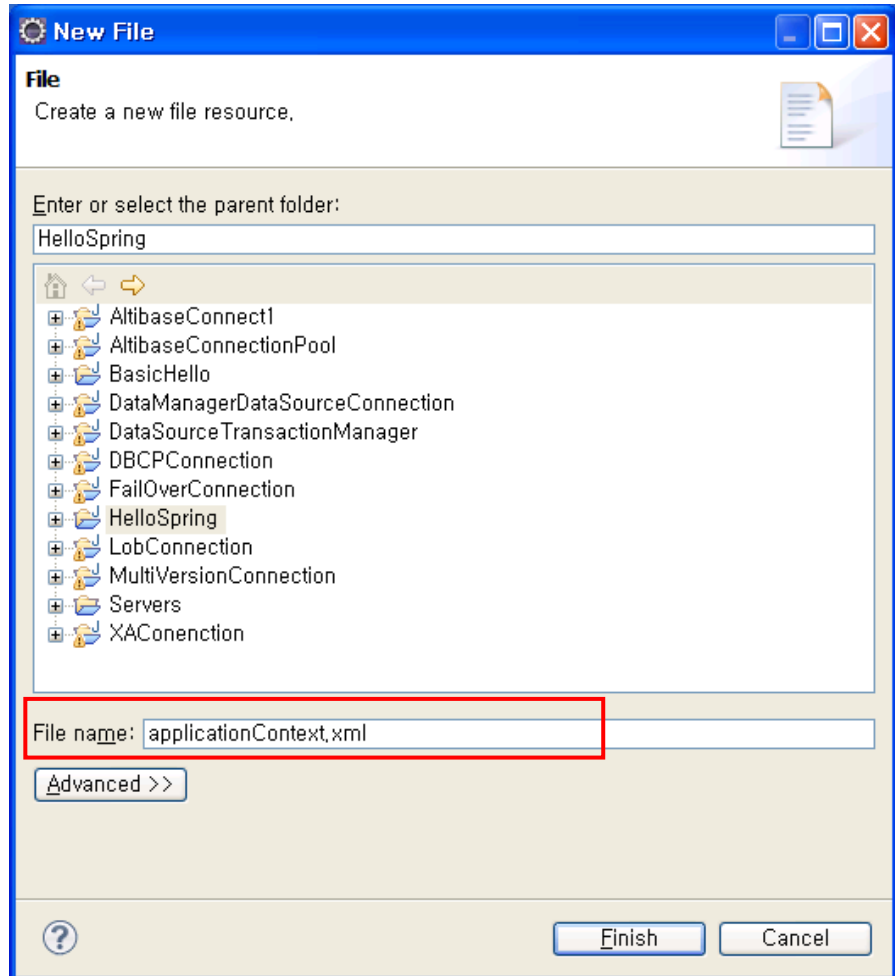 New File
File
Create a new file resource.
Enter or select the parent folder:
HelloSpring
AltibaseConnect1
AltibaseConnectionPool
BasicHello
DataManagerDataSourceConnection
DataSourceTransactionManager
DBCPConnection
FailOverConnection
HelloSpring
LobConnection
MultiVersionConnection
Servers
XAConenction
File name: applicationContext.xml
Advanced >>
? Finish Cancel